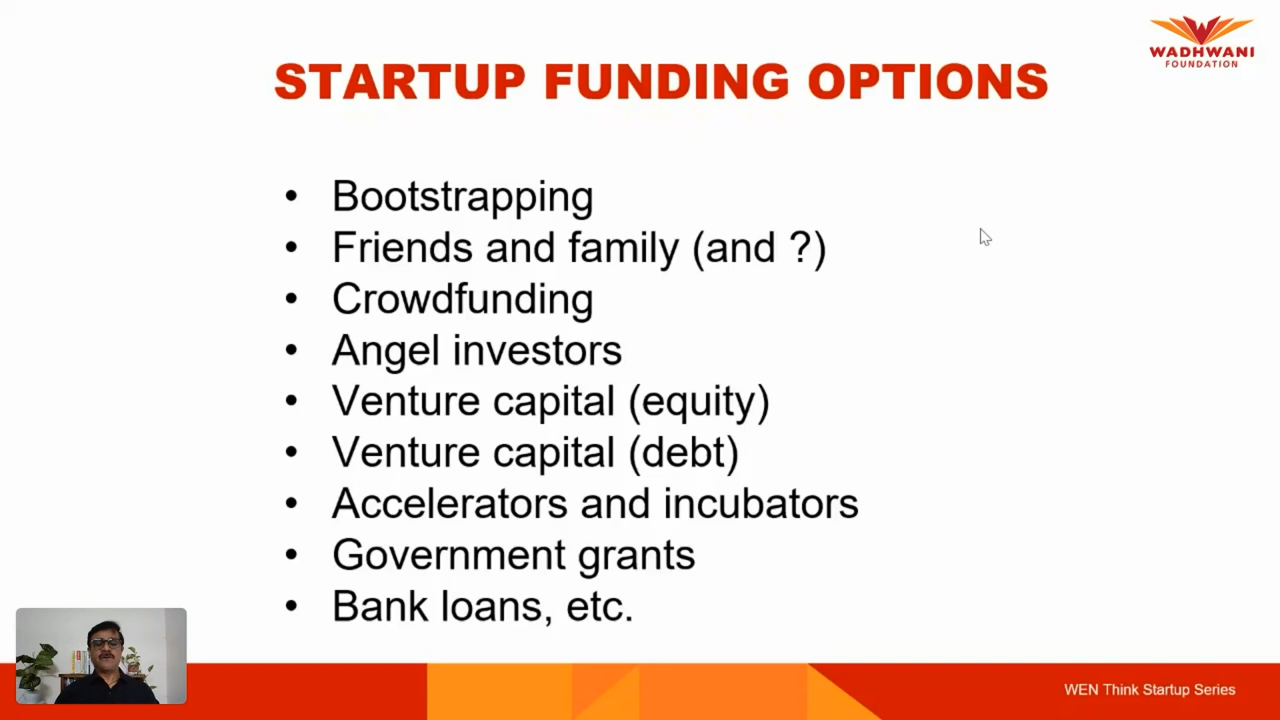 WADHWANI
FOUNDATION
STARTUP FUNDING OPTIONS
• Bootstrapping
• Friends and family (and ?)
• Crowdfunding
• Angel investors
• Venture capital (equity)
• Venture capital (debt)
• Accelerators and incubators
• Government grants
• Bank loans, etc.
WEN Think Startup Series